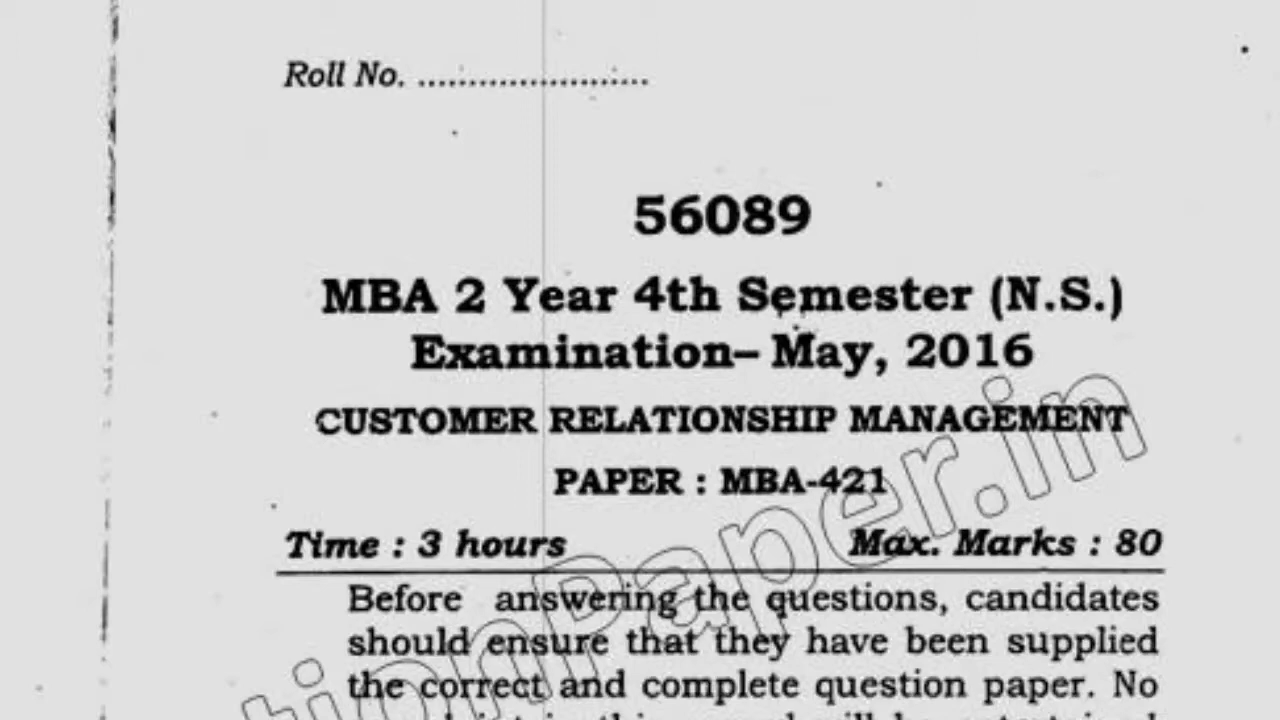 Roll No. ......................
56089
MBA 2 Year 4th Semester (N.S.)
Examination– May, 2016
CUSTOMER RELATIONSHIP MANAGEMENT
PAPER : MBA-421
Time : 3 hours Max. Marks : 80
Before answering the questions, candidates
should ensure that they have been supplied
the correct and complete question paper. No
tionPaper.in